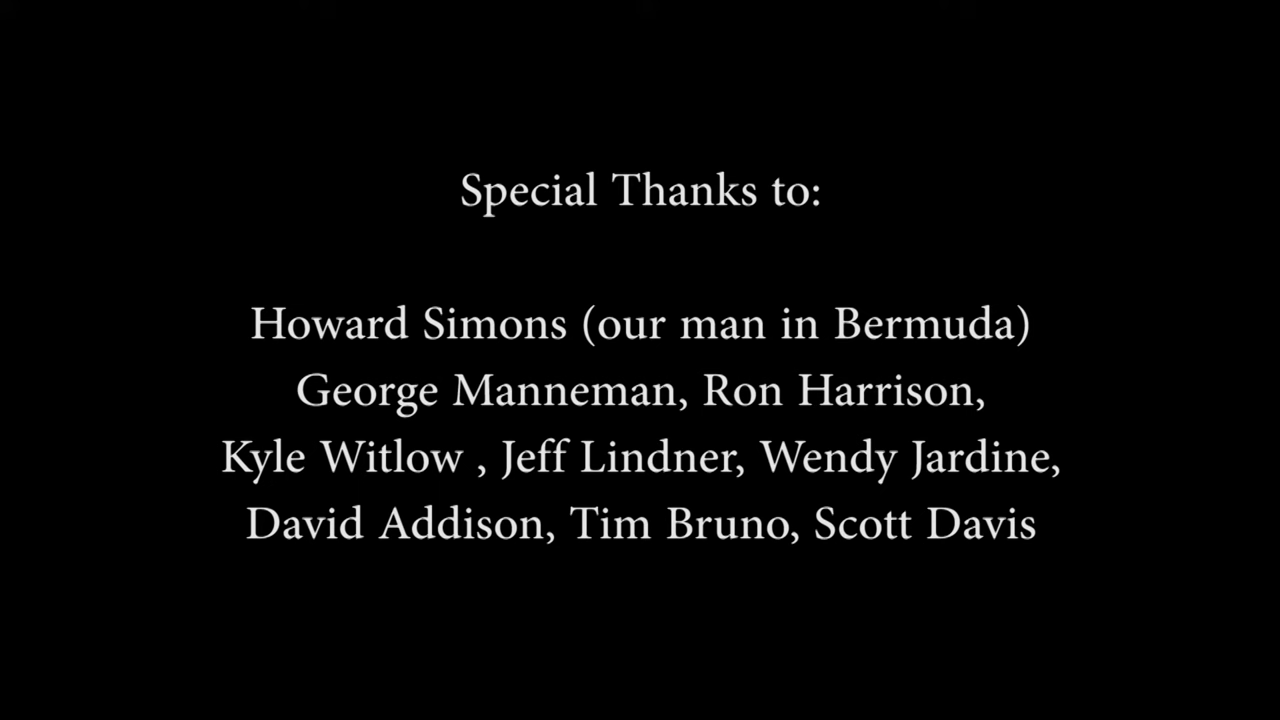 Special Thanks to:
Howard Simons (our man in Bermuda)
George Manneman, Ron Harrison,
Kyle Witlow , Jeff Lindner, Wendy Jardine,
David Addison, Tim Bruno, Scott Davis